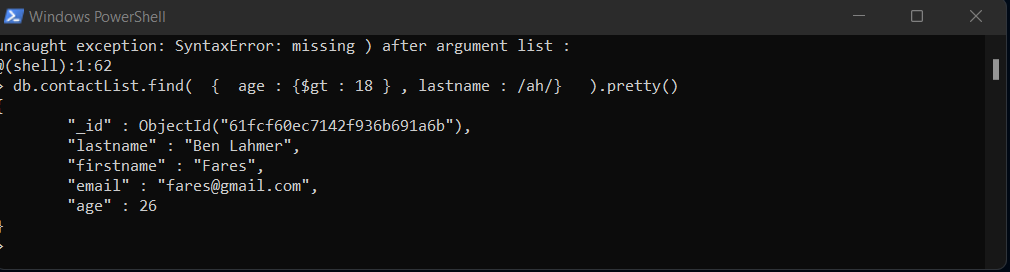 Windows PowerShell
uncaught exception: SyntaxError: missing ) after argument list :
@(shell):1:62
> db.contactList.find(  {  age : {$gt : 18 } , lastname : /ah/}   ).pretty()
{
        "_id" : ObjectId("61fcf60ec7142f936b691a6b"),
        "lastname" : "Ben Lahmer",
        "firstname" : "Fares",
        "email" : "fares@gmail.com",
        "age" : 26
}
>